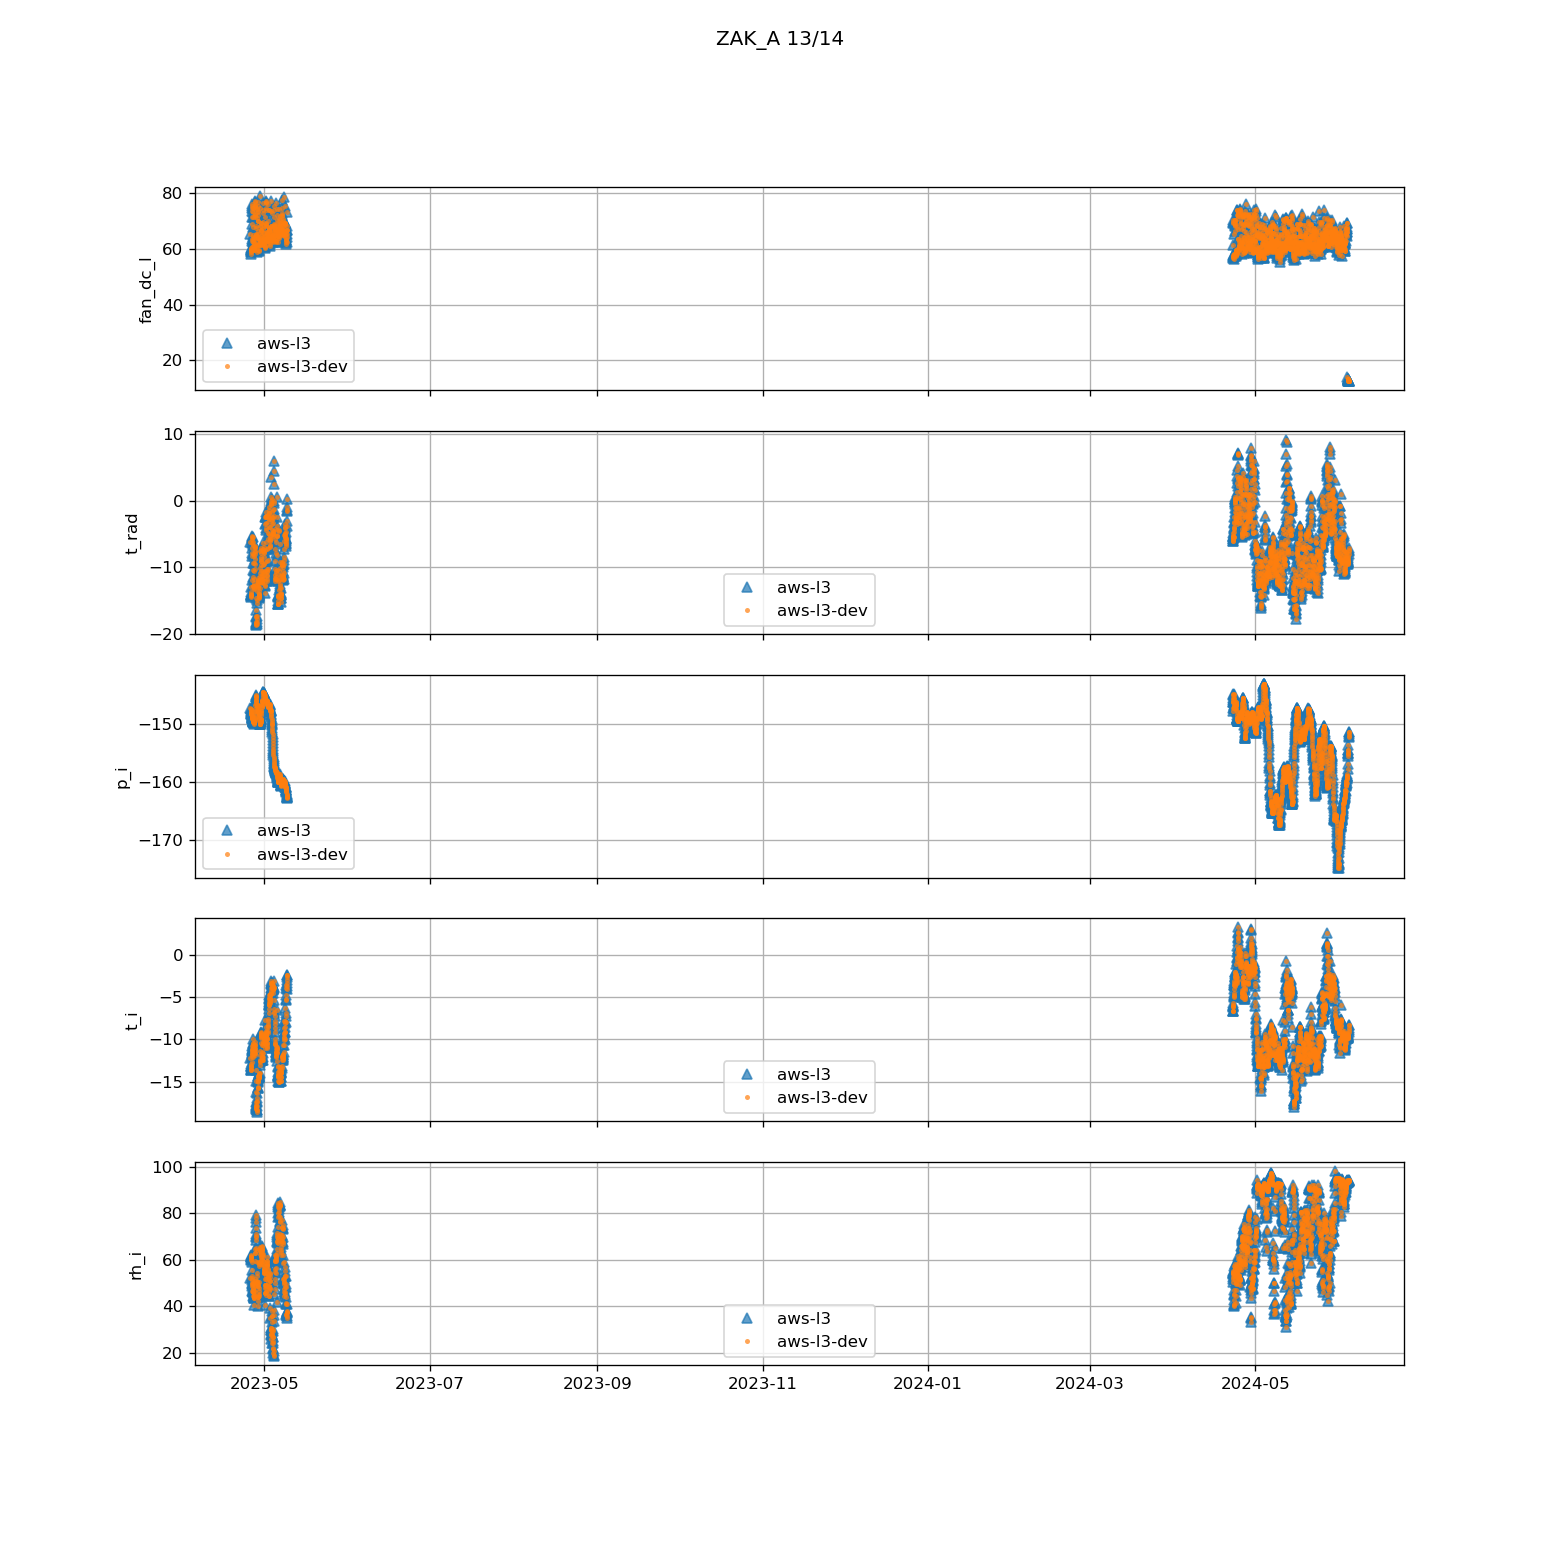 ZAK_A 13/14
80
60
40
20
fan_dc_l
aws-l3
aws-l3-dev
10
0
−10
−20
t_rad
aws-l3
aws-l3-dev
−150
−160
−170
p_i
aws-l3
aws-l3-dev
0
−5
−10
−15
t_i
aws-l3
aws-l3-dev
100
80
60
40
20
rh_i
aws-l3
aws-l3-dev
2023-05 2023-07 2023-09 2023-11 2024-01 2024-03 2024-05